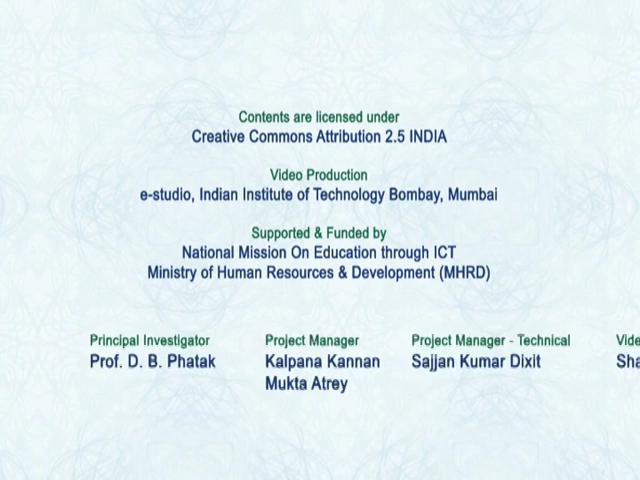 Contents are licensed under
Creative Commons Attribution 2.5 INDIA
Video Production
e-studio, Indian Institute of Technology Bombay, Mumbai
Supported & Funded by
National Mission On Education through ICT
Ministry of Human Resources & Development (MHRD)
Principal Investigator Project Manager Project Manager - Technical
Prof. D. B. Phatak Kalpana Kannan Sajjan Kumar Dixit
Mukta Atrey